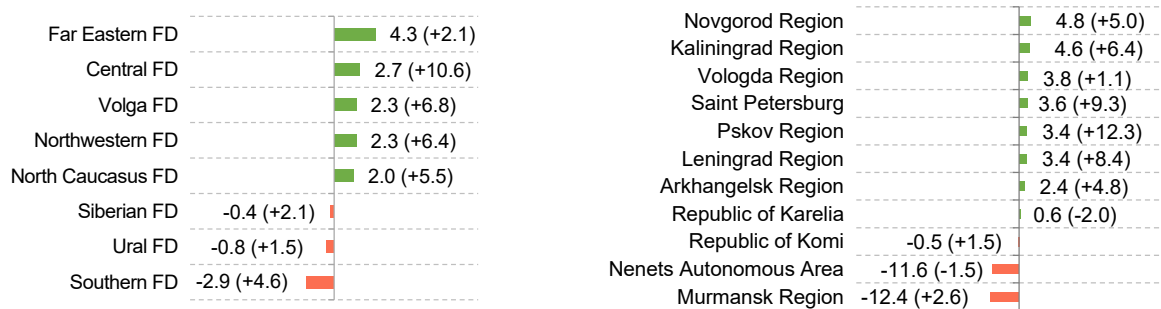 Far Eastern FD 4.3 (+2.1)
Central FD 2.7 (+10.6)
Volga FD 2.3 (+6.8)
Northwestern FD 2.3 (+6.4)
North Caucasus FD 2.0 (+5.5)
Siberian FD -0.4 (+2.1)
Ural FD -0.8 (+1.5)
Southern FD -2.9 (+4.6)
Novgorod Region 4.8 (+5.0)
Kaliningrad Region 4.6 (+6.4)
Vologda Region 3.8 (+1.1)
Saint Petersburg 3.6 (+9.3)
Pskov Region 3.4 (+12.3)
Leningrad Region 3.4 (+8.4)
Arkhangelsk Region 2.4 (+4.8)
Republic of Karelia 0.6 (-2.0)
Republic of Komi -0.5 (+1.5)
Nenets Autonomous Area -11.6 (-1.5)
Murmansk Region -12.4 (+2.6)